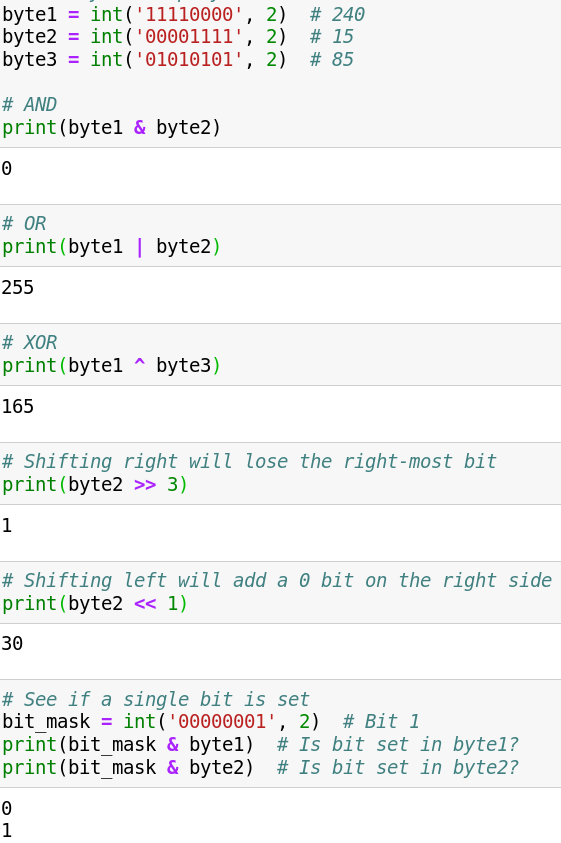 byte1 = int('11110000', 2)  # 240
byte2 = int('00001111', 2)  # 15
byte3 = int('01010101', 2)  # 85
# AND
print(byte1 & byte2)
0
# OR
print(byte1 | byte2)
255
# XOR
print(byte1 ^ byte3)
165
# Shifting right will lose the right-most bit
print(byte2 >> 3)
1
# Shifting left will add a 0 bit on the right side
print(byte2 << 1)
30
# See if a single bit is set
bit_mask = int('00000001', 2)  # Bit 1
print(bit_mask & byte1)  # Is bit set in byte1?
print(bit_mask & byte2)  # Is bit set in byte2?
0
1